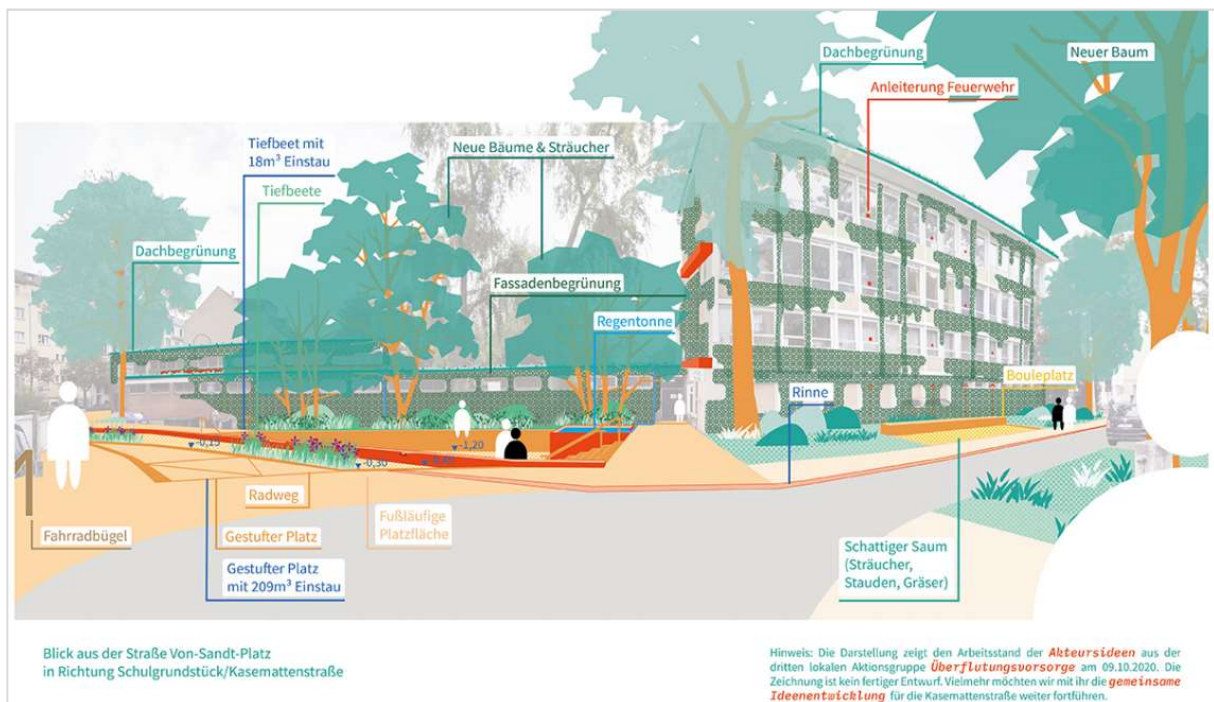 Dachbegrünung
Neuer Baum
Anleiterung Feuerwehr
Tiefbeet mit
18m³ Einstau
Neue Bäume & Sträucher
Tiefbeete
Dachbegrünung
Fassadenbegrünung
Regentonne
Bouleplatz
Rinne
-0,15
-1,20
-0,30
Radweg
Fahrradbügel
Gestufter Platz
Fußläufige
Platzfläche
Gestufter Platz
mit 209m³ Einstau
Schattiger Saum
(Sträucher,
Stauden, Gräser)
Blick aus der Straße Von-Sandt-Platz
in Richtung Schulgrundstück/Kasemattenstraße
Hinweis: Die Darstellung zeigt den Arbeitsstand der Akteursideen aus der
dritten lokalen Aktionsgruppe Überflutungsvorsorge am 09.10.2020. Die
Zeichnung ist kein fertiger Entwurf. Vielmehr möchten wir mit ihr die gemeinsame
Ideenentwicklung für die Kasemattenstraße weiter fortführen.